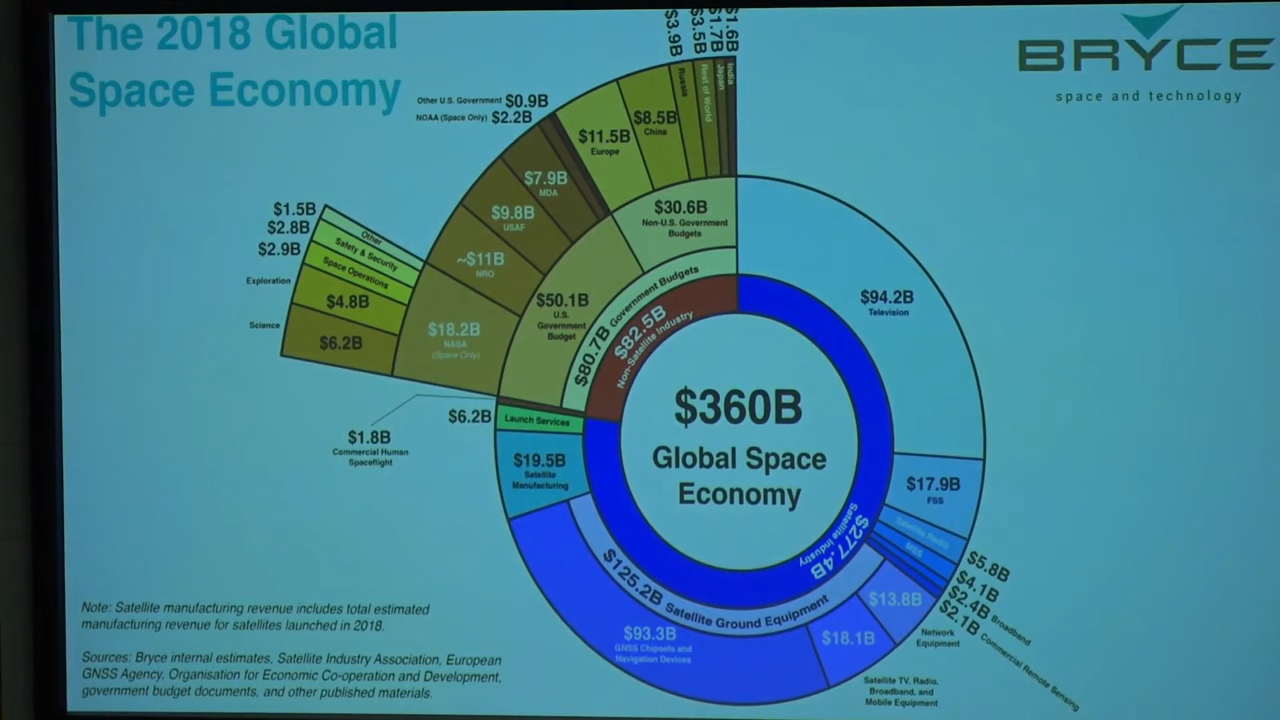 The 2018 Global
Space Economy
BRYCE
space and technology
$3.9B
$3.5B
$1.7B
$1.6B
Russia
Rest of World
Japan
India
Other U.S. Government $0.9B
NOAA (Space Only) $2.2B
$11.5B
Europe
$8.5B
China
$7.9B
MDA
$9.8B
USAF
~$11B
NRO
$18.2B
NASA
(Space Only)
$1.5B
$2.8B
$2.9B
Other
Safety & Security
Space Operations
Exploration
$4.8B
Science
$6.2B
$30.6B
Non-U.S. Government
Budgets
$50.1B
U.S.
Government
Budget
$80.7B Government Budgets
$82.5B
Non-Satellite Industry
$94.2B
Television
$360B
Global Space
Economy
$6.2B
Launch Services
$1.8B
Commercial Human
Spaceflight
$19.5B
Satellite
Manufacturing
$17.9B
FSS
Satellite Radio
MSS
$5.8B
$4.1B
$2.4B Broadband
$2.1B Commercial Remote Sensing
$277.4B
Satellite Industry
$125.2B Satellite Ground Equipment
$93.3B
GNSS Chipsets and
Navigation Devices
$18.1B
Satellite TV, Radio,
Broadband, and
Mobile Equipment
$13.8B
Network
Equipment
Note: Satellite manufacturing revenue includes total estimated
manufacturing revenue for satellites launched in 2018.
Sources: Bryce internal estimates, Satellite Industry Association, European
GNSS Agency, Organisation for Economic Co-operation and Development,
government budget documents, and other published materials.